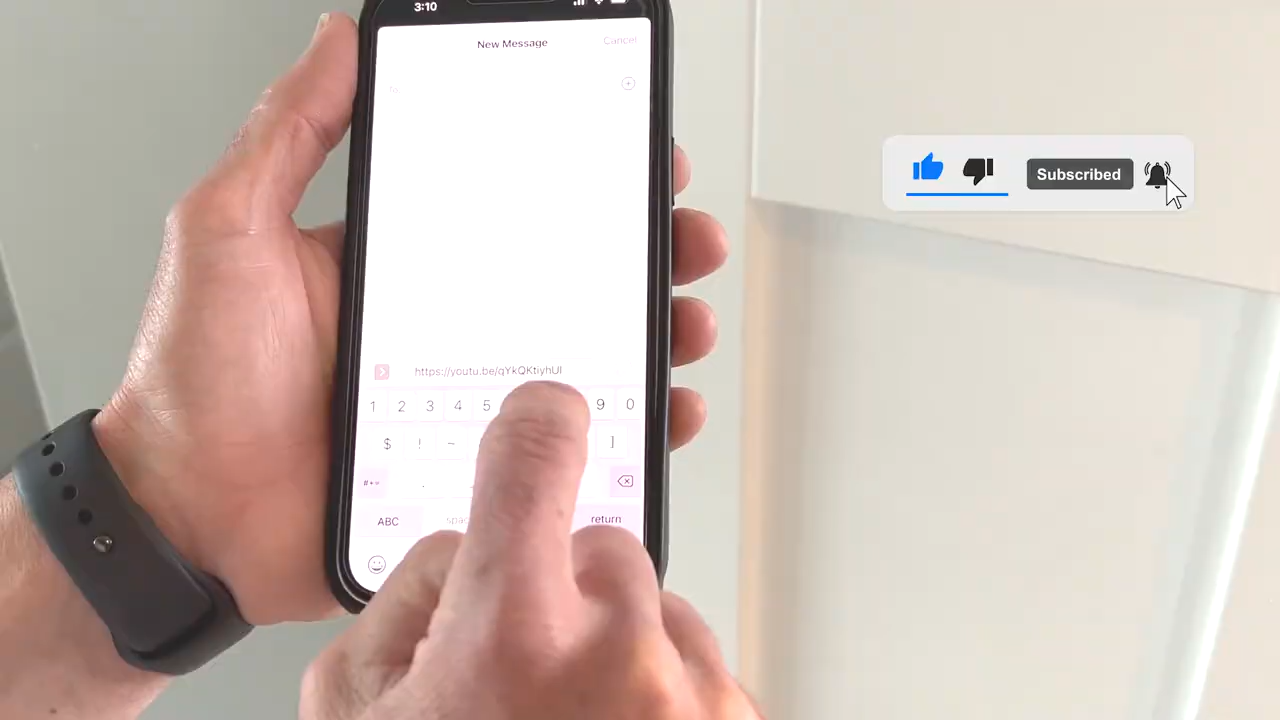 3:10
New Message
Cancel
To:
Subscribed
https://youtu.be/qYkQKtiyhUI
1 2 3 4 5 9 0
$ ! ~ ]
#+= .
ABC return